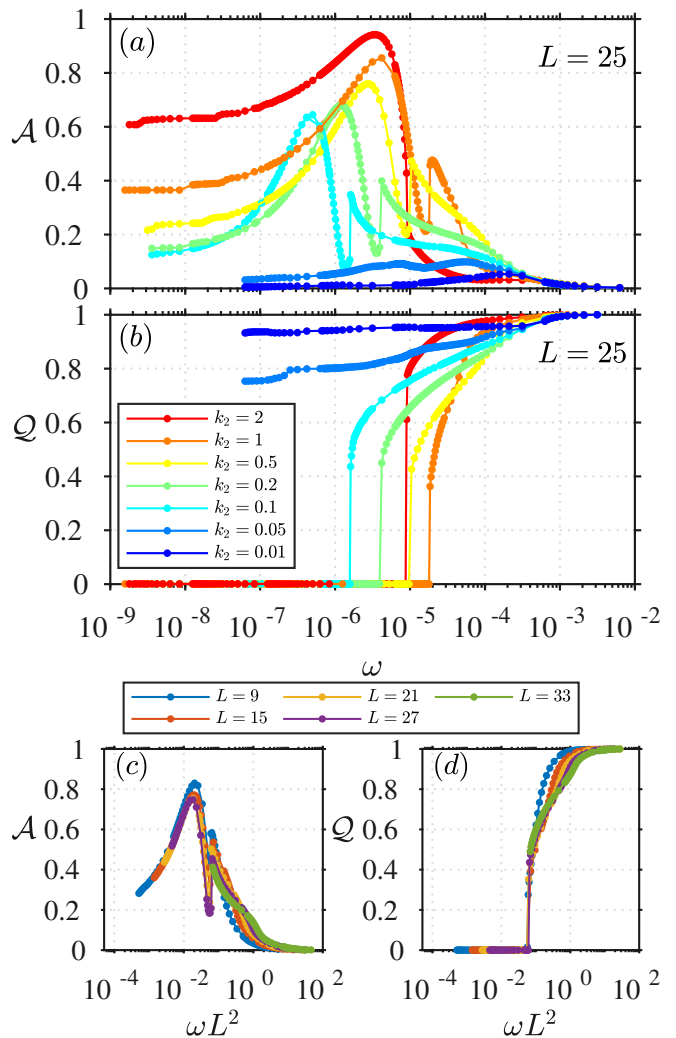 (a)
L = 25
𝒜
1
0.8
0.6
0.4
0.2
0
(b)
L = 25
𝒬
1
0.8
0.6
0.4
0.2
0
k₂ = 2
k₂ = 1
k₂ = 0.5
k₂ = 0.2
k₂ = 0.1
k₂ = 0.05
k₂ = 0.01
10⁻⁹ 10⁻⁸ 10⁻⁷ 10⁻⁶ 10⁻⁵ 10⁻⁴ 10⁻³ 10⁻²
ω
L = 9 L = 21 L = 33
L = 15 L = 27
(c)
𝒜
1
0.8
0.6
0.4
0.2
0
10⁻⁴ 10⁻² 10⁰ 10²
ωL²
(d)
𝒬
1
0.8
0.6
0.4
0.2
0
10⁻⁴ 10⁻² 10⁰ 10²
ωL²